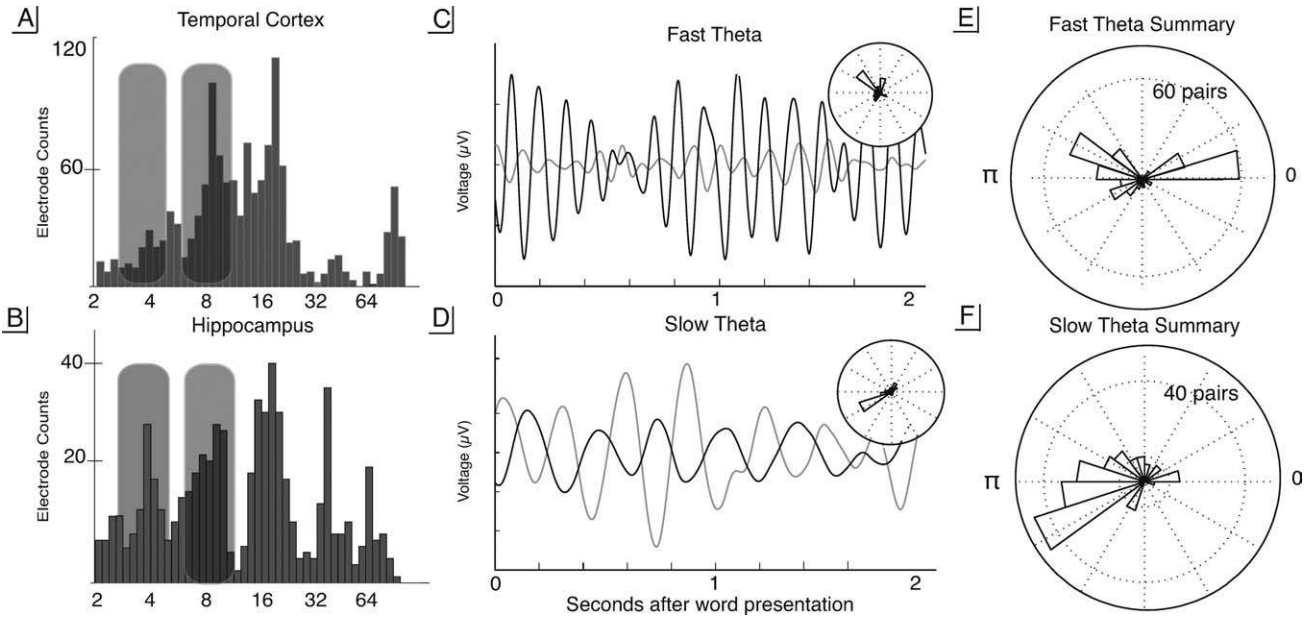 A
Temporal Cortex
120
60
Electrode Counts
2 4 8 16 32 64
B
Hippocampus
40
20
Electrode Counts
2 4 8 16 32 64
C
Fast Theta
Voltage (μV)
0 1 2
D
Slow Theta
Voltage (μV)
0 1 2
Seconds after word presentation
E
Fast Theta Summary
60 pairs
π 0
F
Slow Theta Summary
40 pairs
π 0